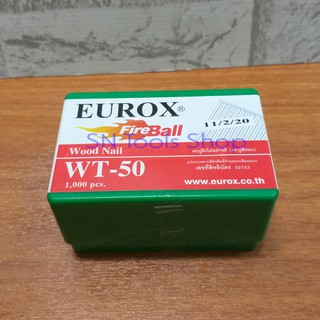 EUROX®
11/2/20
FireBall
SN Tools Shop
Wood Nail
WT-50
1,000 pcs.
www.eurox.co.th